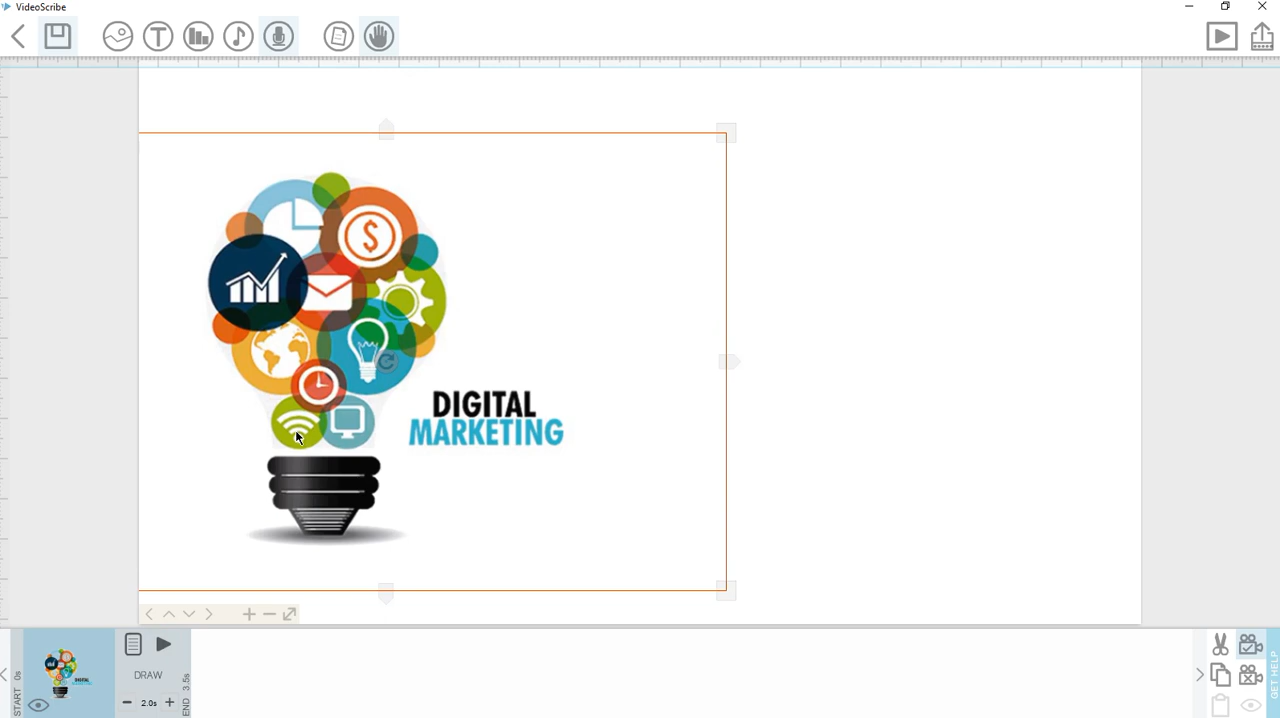 VideoScribe
DIGITAL
MARKETING
START 0s
DRAW
2.0s
END 3.5s
GET HELP